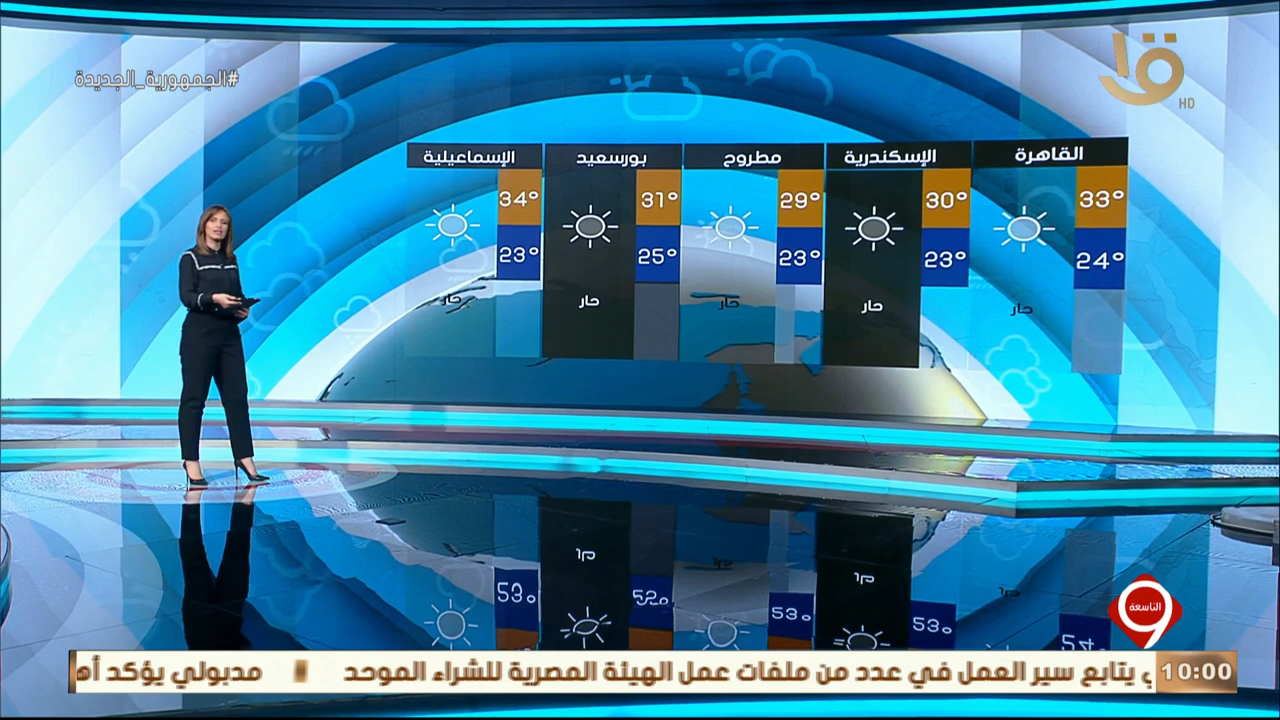 #الجمهورية_الجديدة
HD
القاهرة
33°
24°
حار
الإسكندرية
30°
23°
حار
مطروح
29°
23°
حار
بورسعيد
31°
25°
حار
الإسماعيلية
34°
23°
حار
التاسعة
9
10:00
يتابع سير العمل في عدد من ملفات عمل الهيئة المصرية للشراء الموحد
مدبولي يؤكد